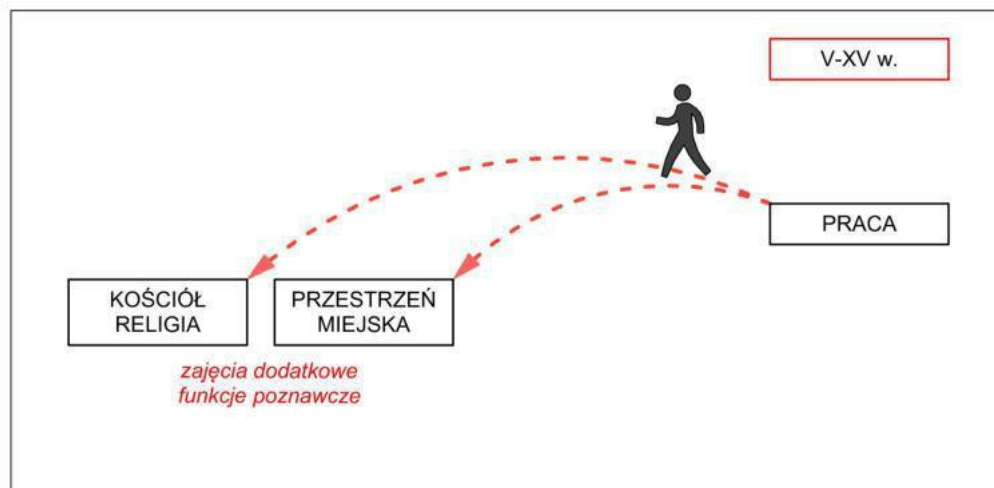 V-XV w.
PRACA
KOŚCIÓŁ
RELIGIA
PRZESTRZEŃ
MIEJSKA
zajęcia dodatkowe
funkcje poznawcze